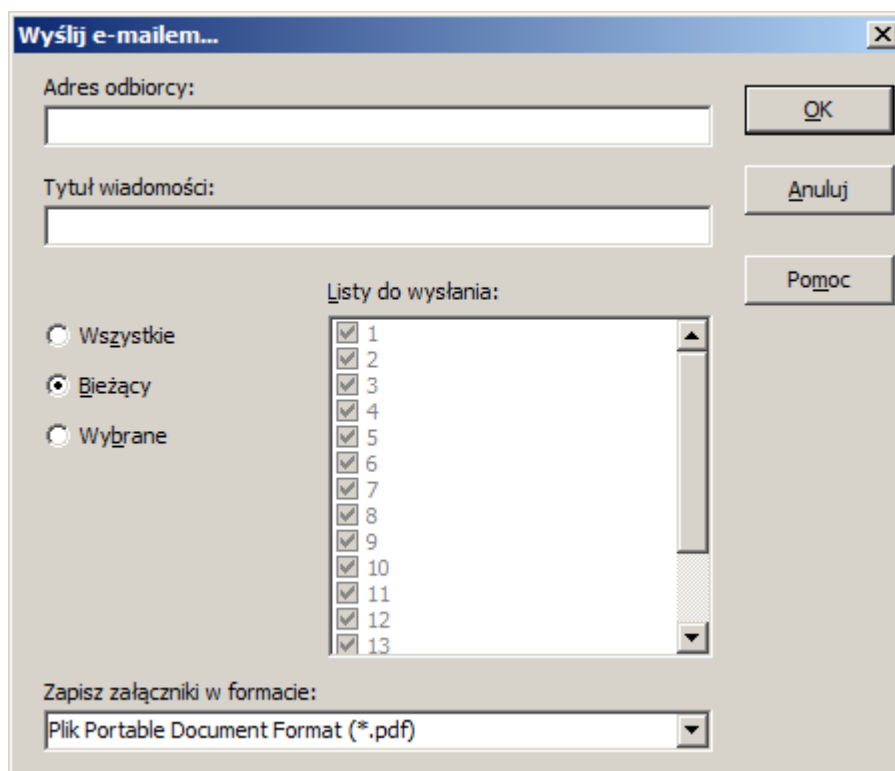 Wyślij e-mailem...
Adres odbiorcy:
OK
Tytuł wiadomości:
Anuluj
Pomoc
Listy do wysłania:
Wszystkie
Bieżący
Wybrane
1
2
3
4
5
6
7
8
9
10
11
12
13
Zapisz załączniki w formacie:
Plik Portable Document Format (*.pdf)